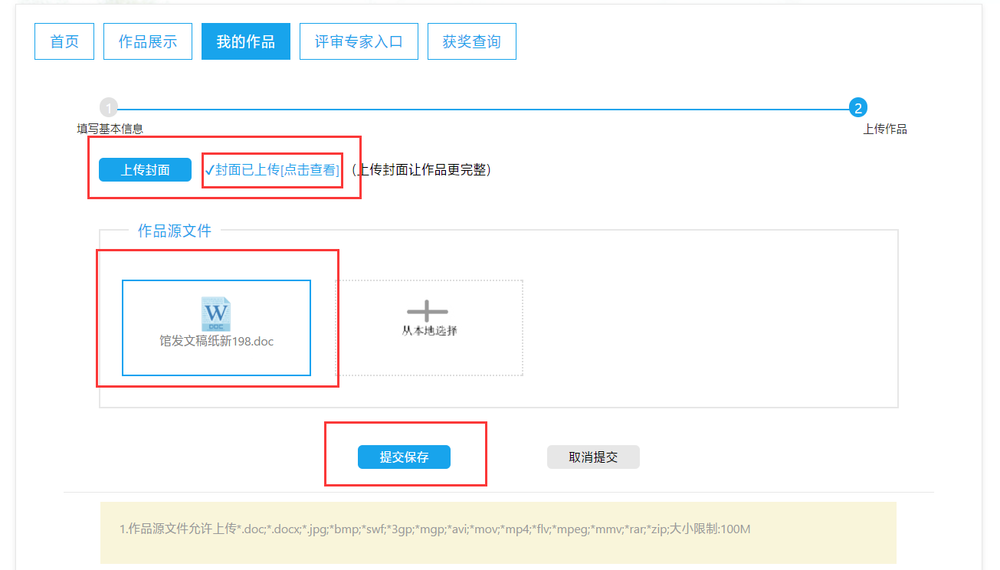 首页 作品展示 我的作品 评审专家入口 获奖查询
1 2
填写基本信息 上传作品
上传封面 ✓封面已上传[点击查看] (上传封面让作品更完整)
作品源文件
W
DOC
馆发文稿纸新198.doc
从本地选择
提交保存 取消提交
1.作品源文件允许上传*.doc;*.docx;*.jpg;*bmp;*swf;*3gp;*mgp;*avi;*mov;*mp4;*flv;*mpeg;*mmv;*rar;*zip;大小限制:100M